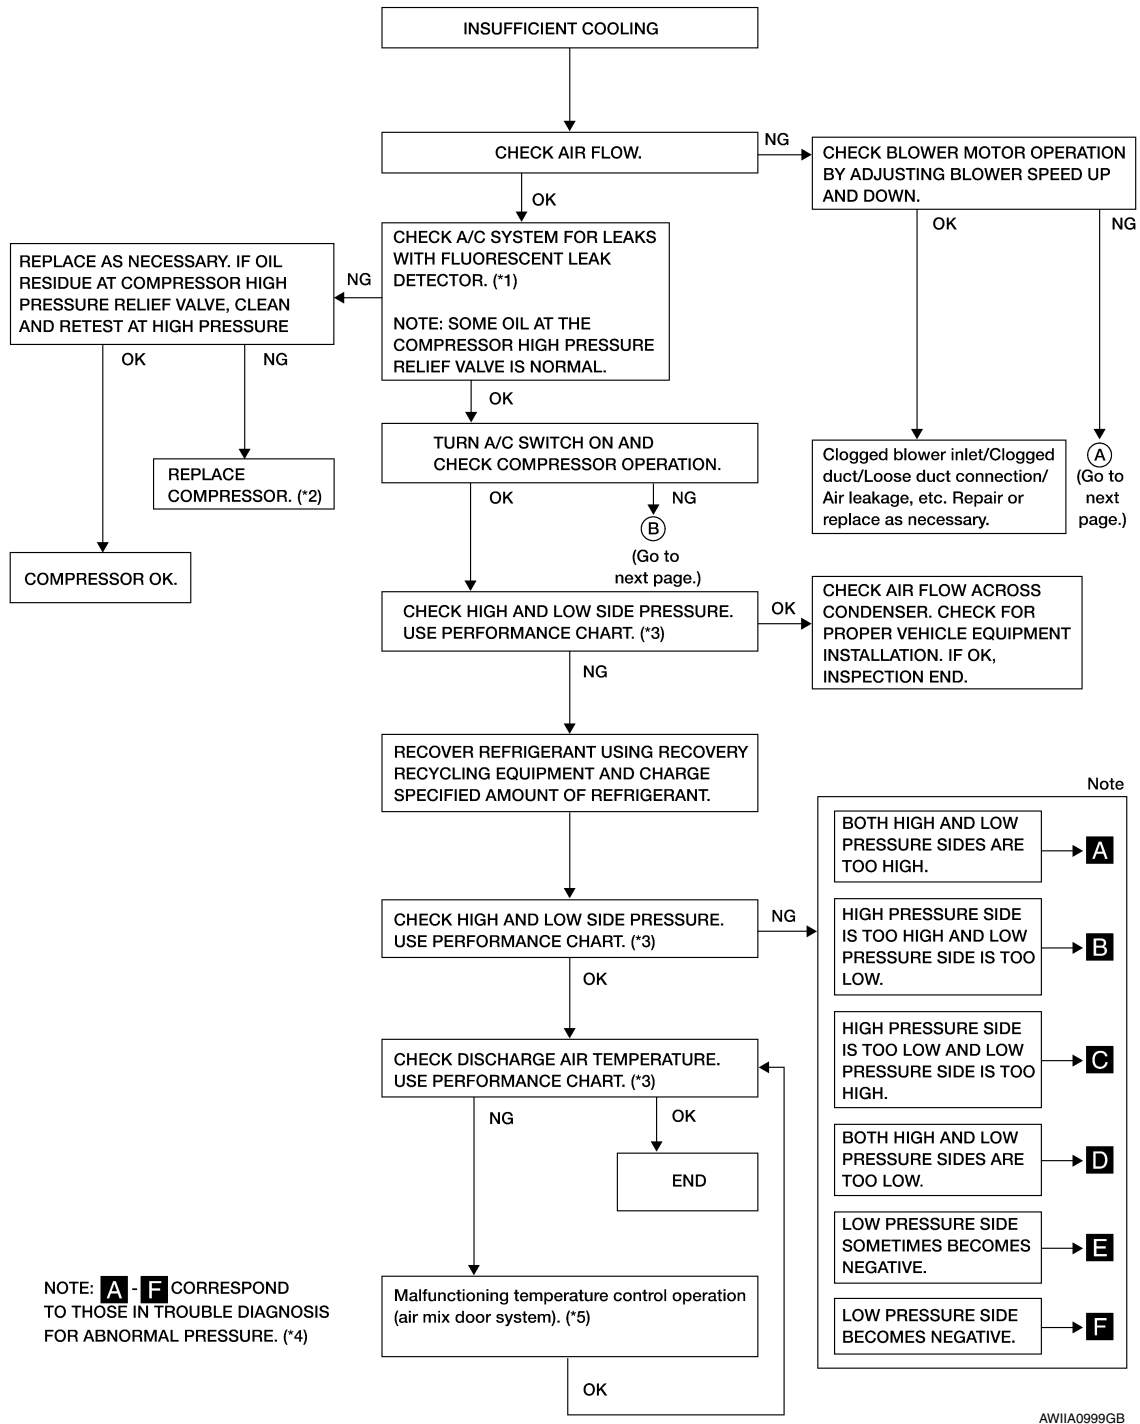 INSUFFICIENT COOLING
CHECK AIR FLOW.
NG
CHECK BLOWER MOTOR OPERATION
BY ADJUSTING BLOWER SPEED UP
AND DOWN.
OK
OK
NG
CHECK A/C SYSTEM FOR LEAKS
WITH FLUORESCENT LEAK
DETECTOR. (*1)
NOTE: SOME OIL AT THE
COMPRESSOR HIGH PRESSURE
RELIEF VALVE IS NORMAL.
NG
REPLACE AS NECESSARY. IF OIL
RESIDUE AT COMPRESSOR HIGH
PRESSURE RELIEF VALVE, CLEAN
AND RETEST AT HIGH PRESSURE
OK
NG
REPLACE
COMPRESSOR. (*2)
COMPRESSOR OK.
OK
TURN A/C SWITCH ON AND
CHECK COMPRESSOR OPERATION.
OK
NG
B
(Go to
next page.)
Clogged blower inlet/Clogged
duct/Loose duct connection/
Air leakage, etc. Repair or
replace as necessary.
A
(Go to
next
page.)
CHECK HIGH AND LOW SIDE PRESSURE.
USE PERFORMANCE CHART. (*3)
OK
CHECK AIR FLOW ACROSS
CONDENSER. CHECK FOR
PROPER VEHICLE EQUIPMENT
INSTALLATION. IF OK,
INSPECTION END.
NG
RECOVER REFRIGERANT USING RECOVERY
RECYCLING EQUIPMENT AND CHARGE
SPECIFIED AMOUNT OF REFRIGERANT.
CHECK HIGH AND LOW SIDE PRESSURE.
USE PERFORMANCE CHART. (*3)
NG
OK
CHECK DISCHARGE AIR TEMPERATURE.
USE PERFORMANCE CHART. (*3)
NG
OK
END
Malfunctioning temperature control operation
(air mix door system). (*5)
OK
Note
BOTH HIGH AND LOW
PRESSURE SIDES ARE
TOO HIGH.
A
HIGH PRESSURE SIDE
IS TOO HIGH AND LOW
PRESSURE SIDE IS TOO
LOW.
B
HIGH PRESSURE SIDE
IS TOO LOW AND LOW
PRESSURE SIDE IS TOO
HIGH.
C
BOTH HIGH AND LOW
PRESSURE SIDES ARE
TOO LOW.
D
LOW PRESSURE SIDE
SOMETIMES BECOMES
NEGATIVE.
E
LOW PRESSURE SIDE
BECOMES NEGATIVE.
F
NOTE: A - F CORRESPOND
TO THOSE IN TROUBLE DIAGNOSIS
FOR ABNORMAL PRESSURE. (*4)
AWIIA0999GB